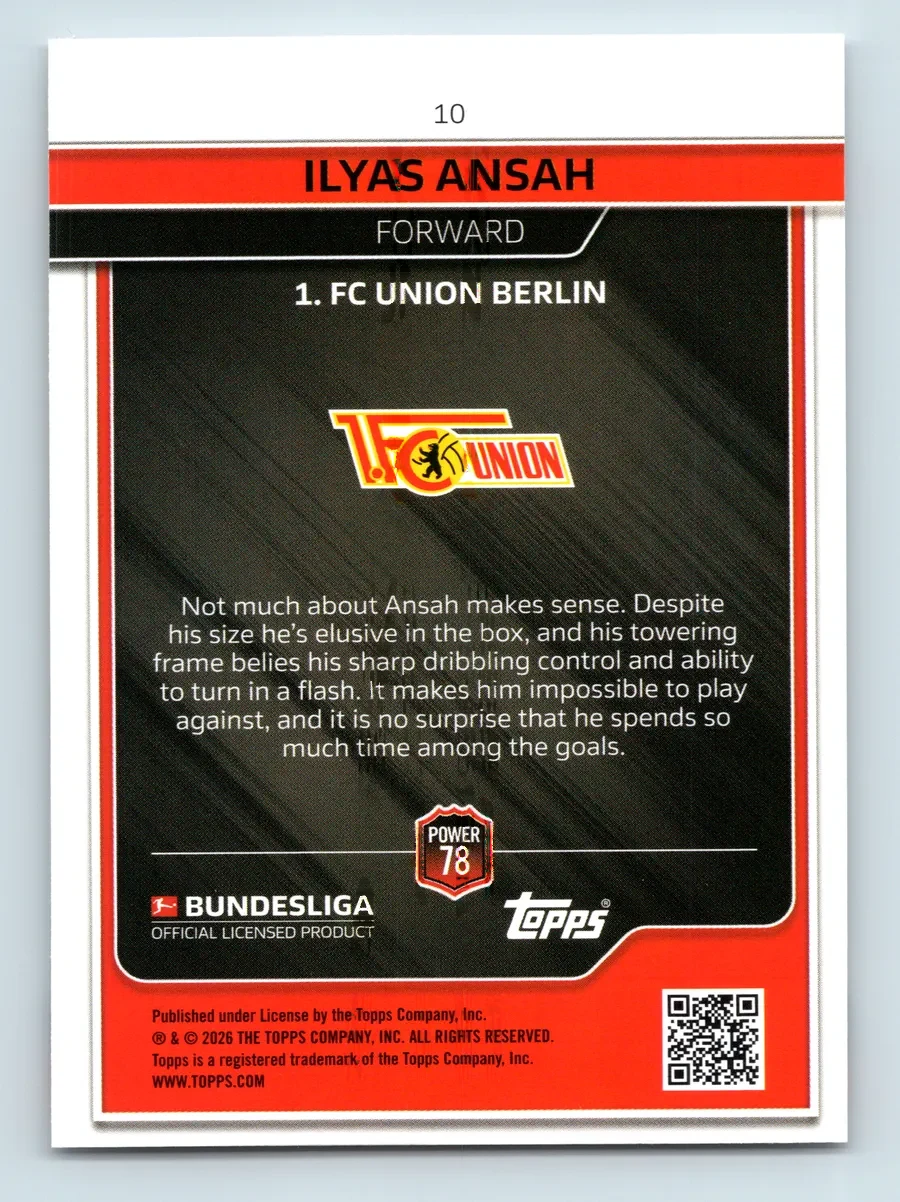 10
ILYAS ANSAH
FORWARD
1. FC UNION BERLIN
1.FC UNION
Not much about Ansah makes sense. Despite
his size he's elusive in the box, and his towering
frame belies his sharp dribbling control and ability
to turn in a flash. It makes him impossible to play
against, and it is no surprise that he spends so
much time among the goals.
POWER
78
BUNDESLIGA
OFFICIAL LICENSED PRODUCT
topps®
Published under License by the Topps Company, Inc.
® & © 2026 THE TOPPS COMPANY, INC. ALL RIGHTS RESERVED.
Topps is a registered trademark of the Topps Company, Inc.
WWW.TOPPS.COM